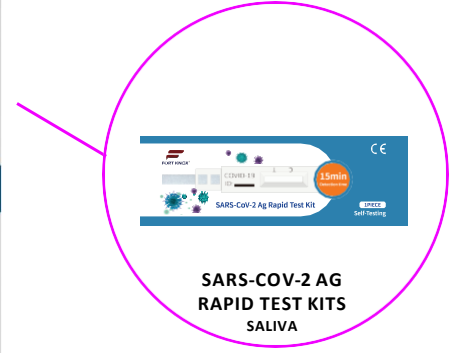 FURT KNOX
CE
COVID-19
15min
SARS-CoV-2 Ag Rapid Test Kit
1PIECE
Self-Testing
SARS-COV-2 AG
RAPID TEST KITS
SALIVA